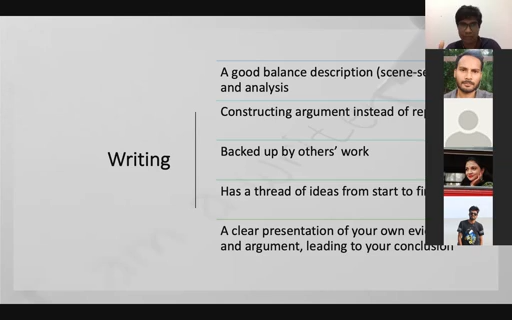 Writing
A good balance description (scene-se
and analysis
Constructing argument instead of re
Backed up by others' work
Has a thread of ideas from start to fi
A clear presentation of your own evi
and argument, leading to your conclusion